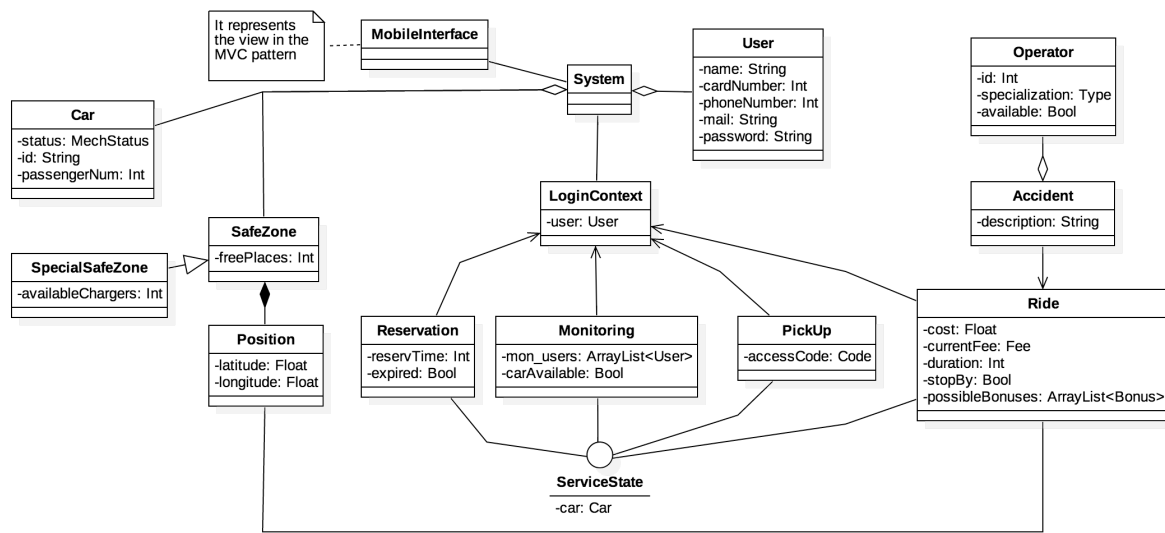 It represents
the view in the
MVC pattern
MobileInterface
System
User
-name: String
-cardNumber: Int
-phoneNumber: Int
-mail: String
-password: String
Operator
-id: Int
-specialization: Type
-available: Bool
Car
-status: MechStatus
-id: String
-passengerNum: Int
LoginContext
-user: User
Accident
-description: String
SafeZone
-freePlaces: Int
SpecialSafeZone
-availableChargers: Int
Position
-latitude: Float
-longitude: Float
Reservation
-reservTime: Int
-expired: Bool
Monitoring
-mon_users: ArrayList<User>
-carAvailable: Bool
PickUp
-accessCode: Code
Ride
-cost: Float
-currentFee: Fee
-duration: Int
-stopBy: Bool
-possibleBonuses: ArrayList<Bonus>
ServiceState
-car: Car